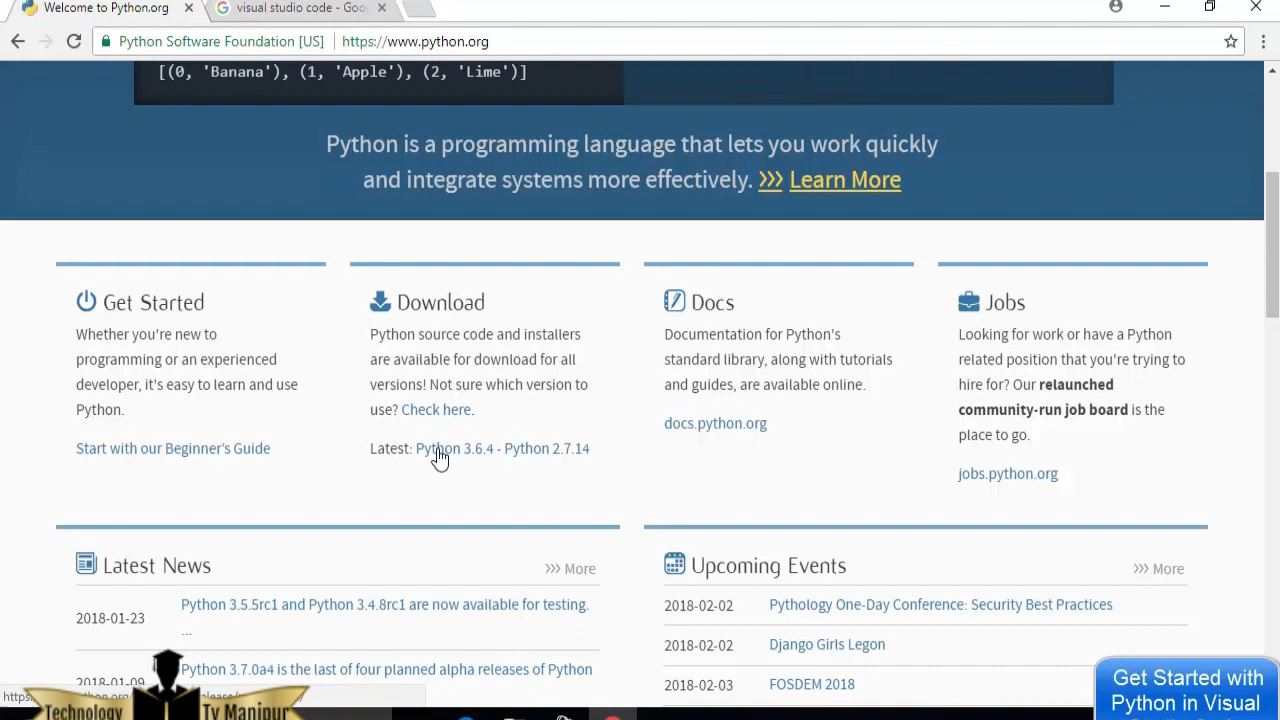 Welcome to Python.org
visual studio code - Goo
Python Software Foundation [US]
https://www.python.org
[(0, 'Banana'), (1, 'Apple'), (2, 'Lime')]
Python is a programming language that lets you work quickly
and integrate systems more effectively. >>> Learn More
Get Started
Whether you're new to
programming or an experienced
developer, it's easy to learn and use
Python.
Start with our Beginner's Guide
Download
Python source code and installers
are available for download for all
versions! Not sure which version to
use? Check here.
Latest: Python 3.6.4 - Python 2.7.14
Docs
Documentation for Python's
standard library, along with tutorials
and guides, are available online.
docs.python.org
Jobs
Looking for work or have a Python
related position that you're trying to
hire for? Our relaunched
community-run job board is the
place to go.
jobs.python.org
Latest News
>>> More
2018-01-23
Python 3.5.5rc1 and Python 3.4.8rc1 are now available for testing.
...
2018-01-09
Python 3.7.0a4 is the last of four planned alpha releases of Python
Upcoming Events
>>> More
2018-02-02
Pythology One-Day Conference: Security Best Practices
2018-02-02
Django Girls Legon
2018-02-03
FOSDEM 2018
Technology
Tv Manipur
Get Started with
Python in Visual